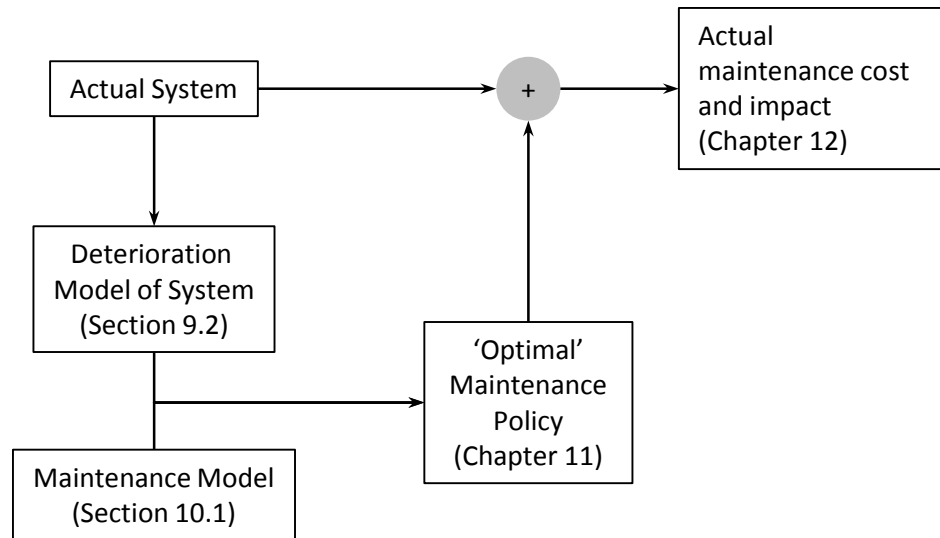 Actual System
+
Actual
maintenance cost
and impact
(Chapter 12)
Deterioration
Model of System
(Section 9.2)
‘Optimal’
Maintenance
Policy
(Chapter 11)
Maintenance Model
(Section 10.1)